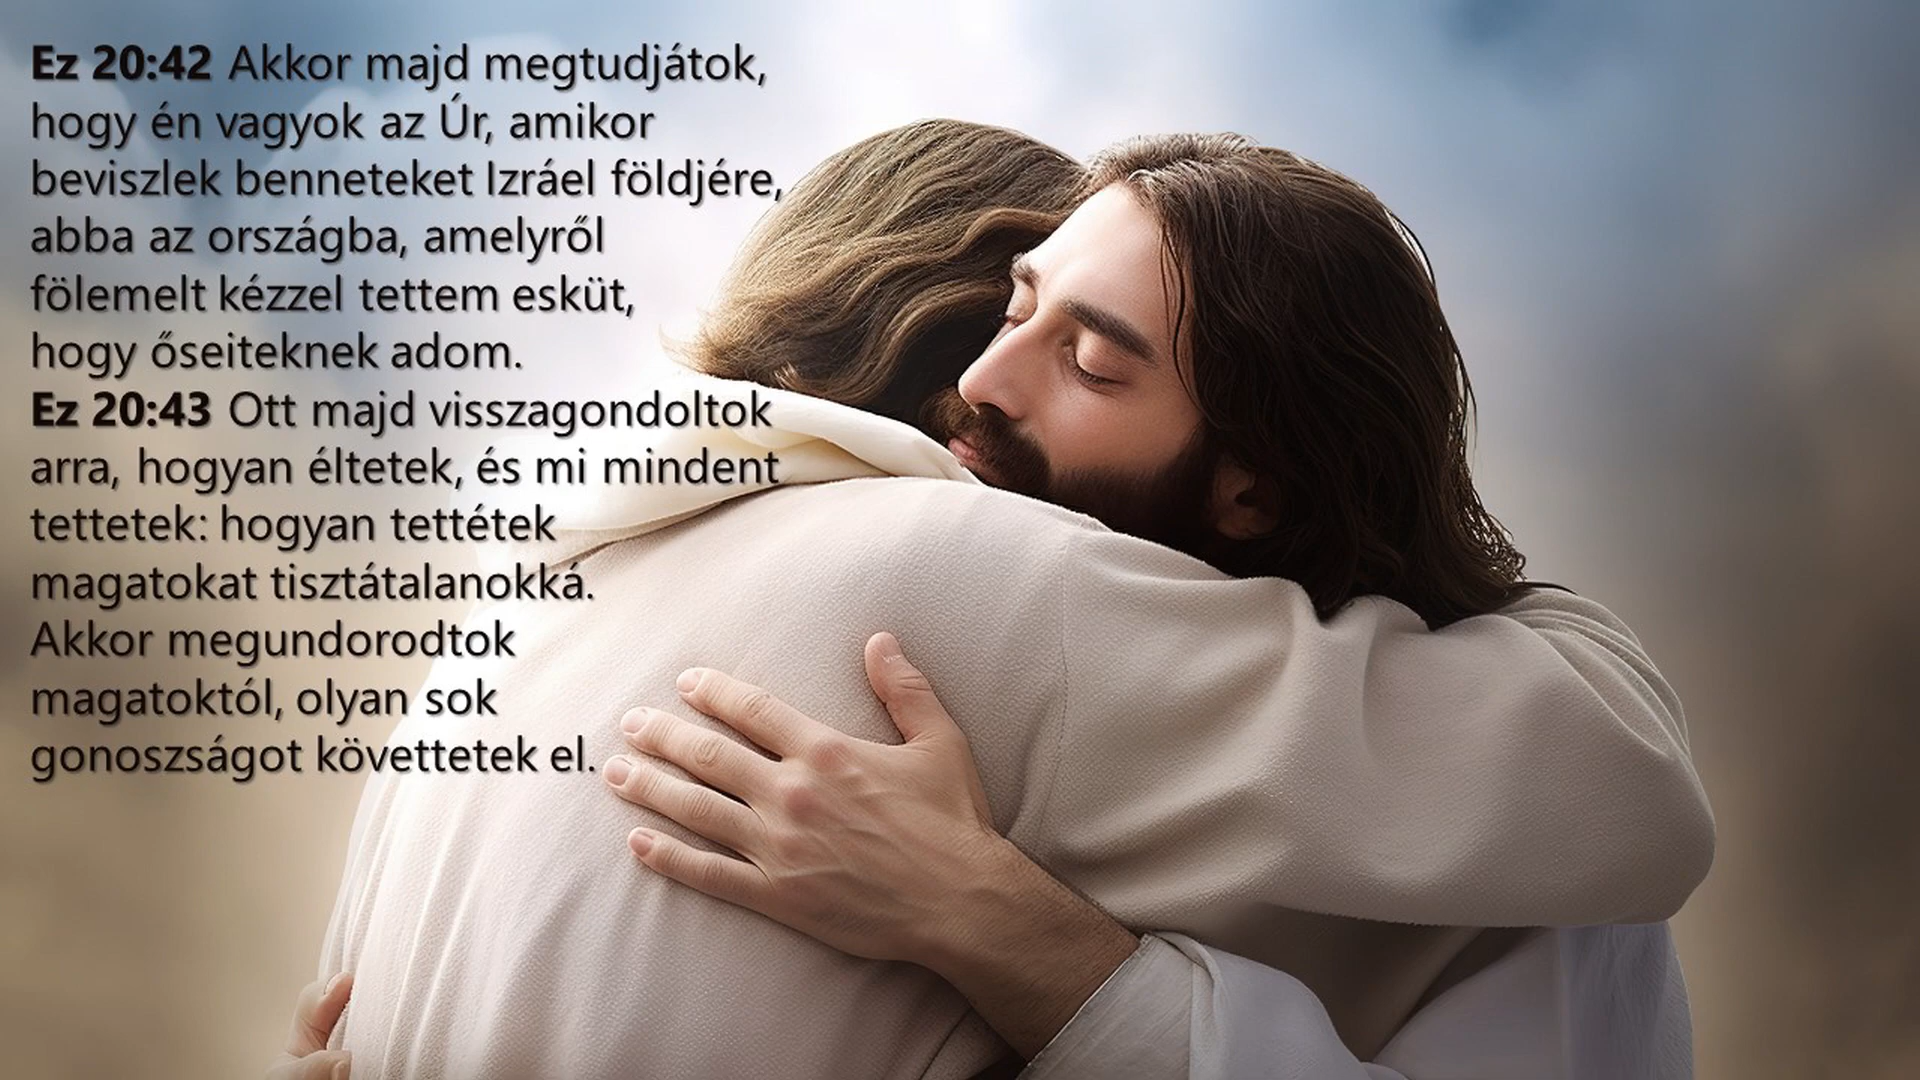 Ez 20:42 Akkor majd megtudjátok,
hogy én vagyok az Úr, amikor
beviszlek benneteket Izráel földjére,
abba az országba, amelyről
fölemelt kézzel tettem esküt,
hogy őseiteknek adom.
Ez 20:43 Ott majd visszagondoltok
arra, hogyan éltetek, és mi mindent
tettetek: hogyan tettétek
magatokat tisztátalanokká.
Akkor megundorodtok
magatoktól, olyan sok
gonoszságot követtetek el.